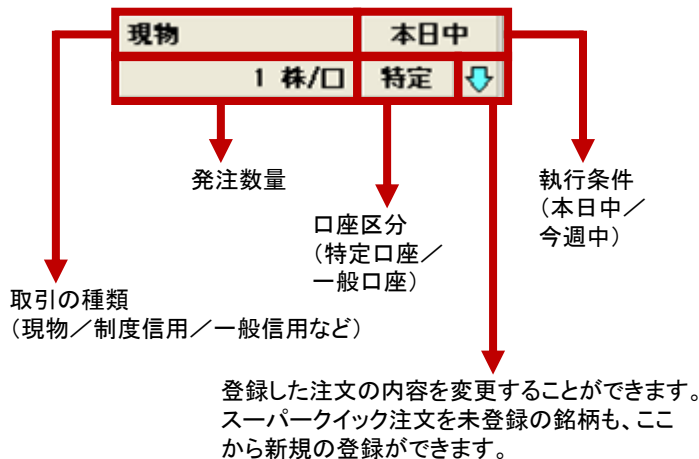 現物
本日中
1 株/口
特定
発注数量
執行条件
（本日中／
今週中）
口座区分
（特定口座／
一般口座）
取引の種類
（現物／制度信用／一般信用など）
登録した注文の内容を変更することができます。
スーパークイック注文を未登録の銘柄も、ここ
から新規の登録ができます。